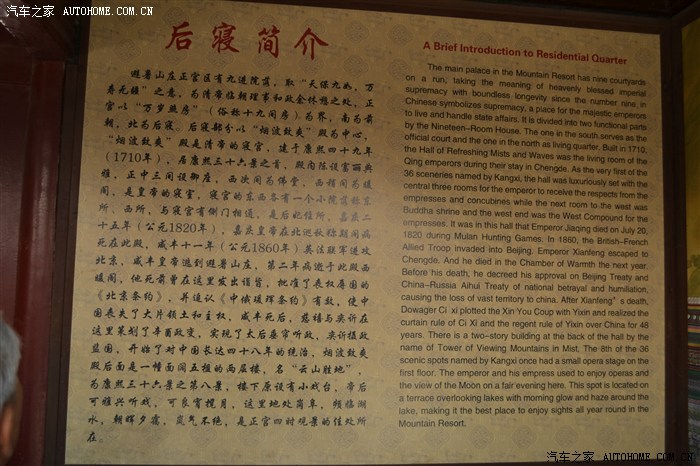 汽车之家 AUTOHOME.COM.CN
后寝简介
避暑山庄正宫区有九进院落，取“天保九如，万
寿无疆”之意，为清帝临朝理事和政余休憩之处，正
宫以“万岁照房”（俗称十九间房）为界，南为前
朝，北为后寝。后寝部分以“烟波致爽”殿为中心，
“烟波致爽”殿是清帝的寝宫，建于康熙四十九年
（1710年），居康熙三十六景之首，殿内陈设富丽典
雅，正中三间设御座，西次间为佛堂，西稍间为暖
阁，是皇帝的寝室，寝宫的东西各有一个小院落称东
所、西所，与寝宫有侧门相通，是后妃居所，嘉庆二
十五年（公元1820年），嘉庆皇帝在北巡秋狝期间病
死在此殿，咸丰十一年（公元1860年）英法联军进攻
北京，咸丰皇帝逃到避暑山庄，第二年病逝于此殿西
暖阁，他死前曾在这里发出谕旨，批准了丧权辱国的
《北京条约》，并追认《中俄瑷珲条约》有效，使中
国丧失了大片领土和主权，咸丰死后，慈禧与奕䜣在
这里策划了辛酉政变，实现了太后垂帘听政，奕䜣摄政
监国，开始了对中国长达四十八年的统治，烟波致爽
殿后面是一幢面阔五楹的两层楼，名“云山胜地”，
为康熙三十六景之第八景，楼下原设有小戏台，帝后
可雅兴听戏，可良宵揽月，这里地处岗阜，频临湖
水，朝晖夕霭，岚气不绝，是正宫四时观景的佳处所
在。
A Brief Introduction to Residential Quarter
The main palace in the Mountain Resort has nine courtyards
on a run, taking the meaning of heavenly blessed imperial
supremacy with boundless longevity since the number nine, in
Chinese symbolizes supremacy, a place for the majestic emperors
to live and handle state affairs. It is divided into two functional parts
by the Nineteen-Room House. The one in the south serves as the
official court and the one in the north as living quarter. Built in 1710,
the Hall of Refreshing Mists and Waves was the living room of the
Qing emperors during their stay in Chengde. As the very first of the
36 sceneries named by Kangxi, the hall was luxuriously set with the
central three rooms for the emperor to receive the respects from the
empresses and concubines while the next room to the west was
Buddha shrine and the west end was the West Compound for the
empresses. It was in this hall that Emperor Jiaqing died on July 20,
1820 during Mulan Hunting Games. In 1860, the British-French
Allied Troop invaded into Beijing. Emperor Xianfeng escaped to
Chengde. And he died in the Chamber of Warmth the next year.
Before his death, he decreed his approval on Beijing Treaty and
China-Russia Aihui Treaty of national betrayal and humiliation,
causing the loss of vast territory to china. After Xianfeng's death,
Dowager Ci xi plotted the Xin You Coup with Yixin and realized the
curtain rule of Ci Xi and the regent rule of Yixin over China for 48
years. There is a two-story building at the back of the hall by the
name of Tower of Viewing Mountains in Mist. The 8th of the 36
scenic spots named by Kangxi once had a small opera stage on the
first floor. The emperor and his empress used to enjoy operas and
the view of the Moon on a fair evening here. This spot is located on
a terrace overlooking lakes with morning glow and haze around the
lake, making it the best place to enjoy sights all year round in the
Mountain Resort.
汽车之家 AUTOHOME.COM.CN